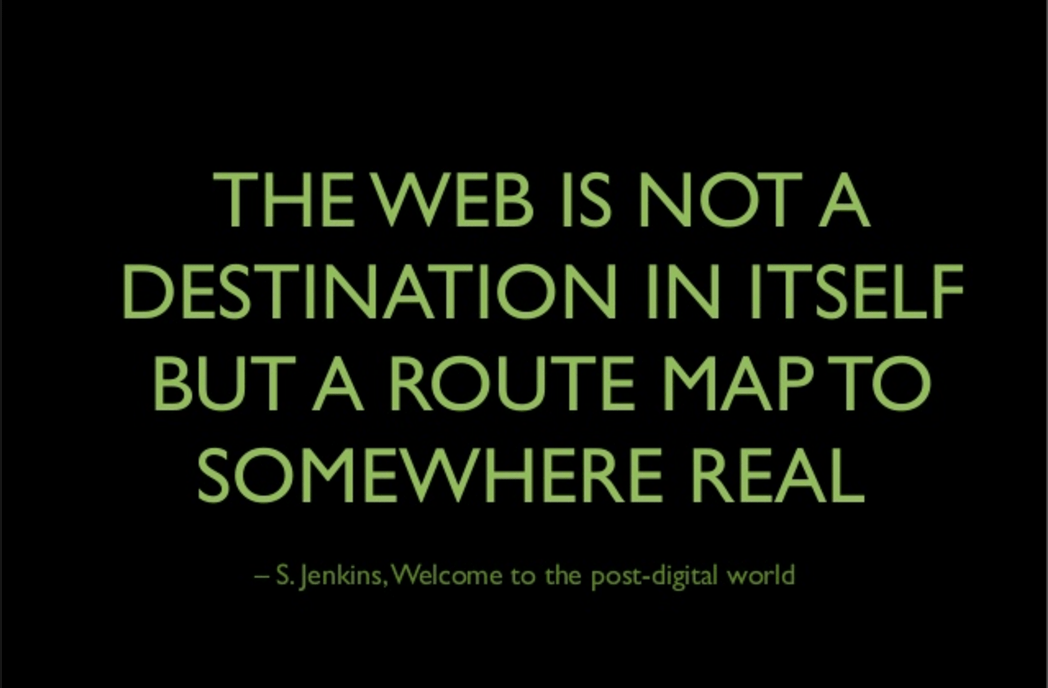 THE WEB IS NOT A
DESTINATION IN ITSELF
BUT A ROUTE MAP TO
SOMEWHERE REAL
– S. Jenkins, Welcome to the post-digital world